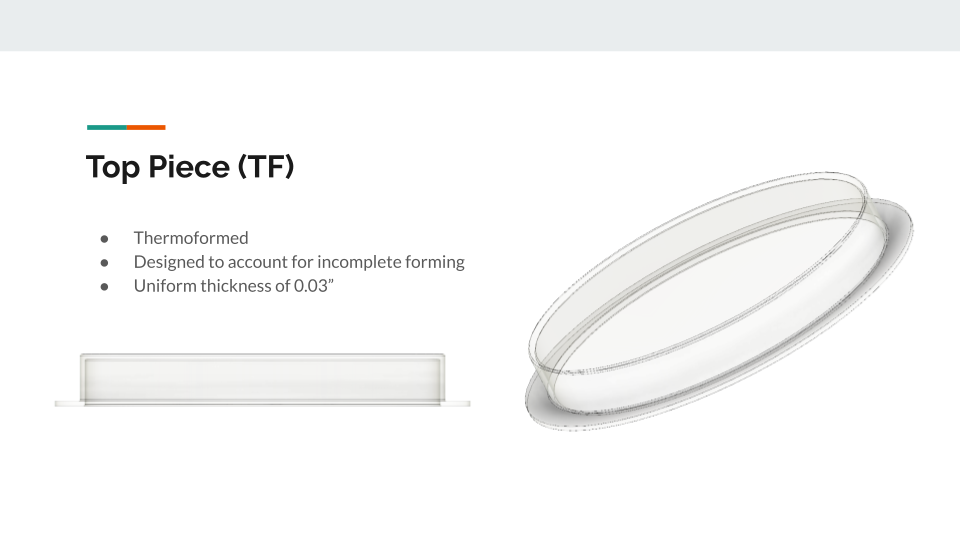 Top Piece (TF)
● Thermoformed
● Designed to account for incomplete forming
● Uniform thickness of 0.03”